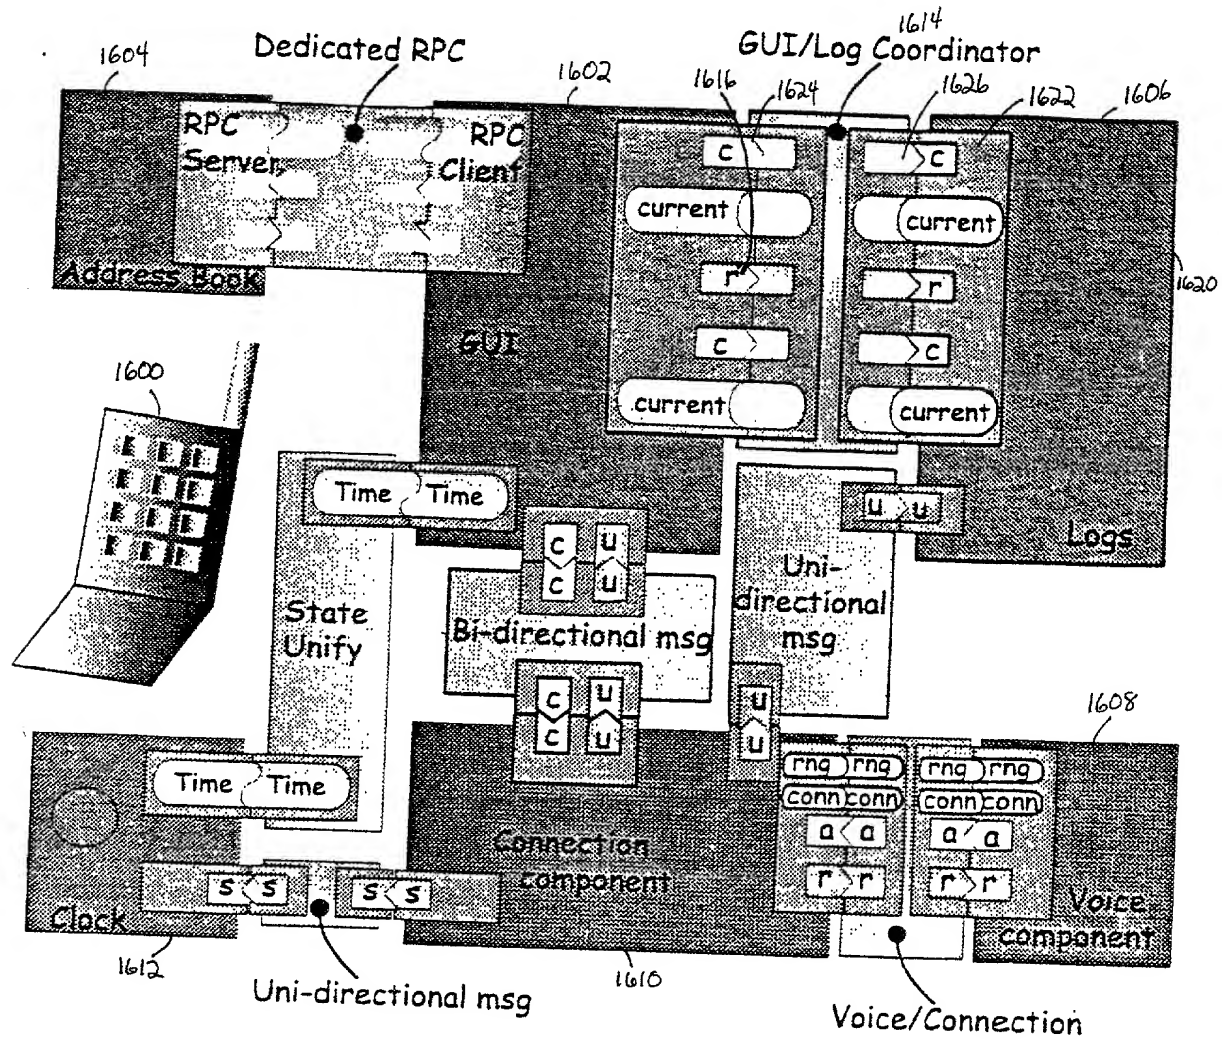 1614
1604
Dedicated RPC
GUI/Log Coordinator
1602
1616
1624
1626
1622
1606
RPC
Server
RPC
Client
c
c
current
current
Address Book
r
r
1620
GUI
c
c
1600
current
current
Time
Time
u
u
c
u
Logs
c
u
Uni-
directional
msg
State
Unify
Bi-directional msg
c
u
u
c
u
u
1608
rng
rng
rng
rng
Time
Time
conn
conn
conn
conn
a
a
a
a
Connection
component
r
r
r
r
s
s
s
s
Clock
Voice
component
1612
1610
Uni-directional msg
Voice/Connection